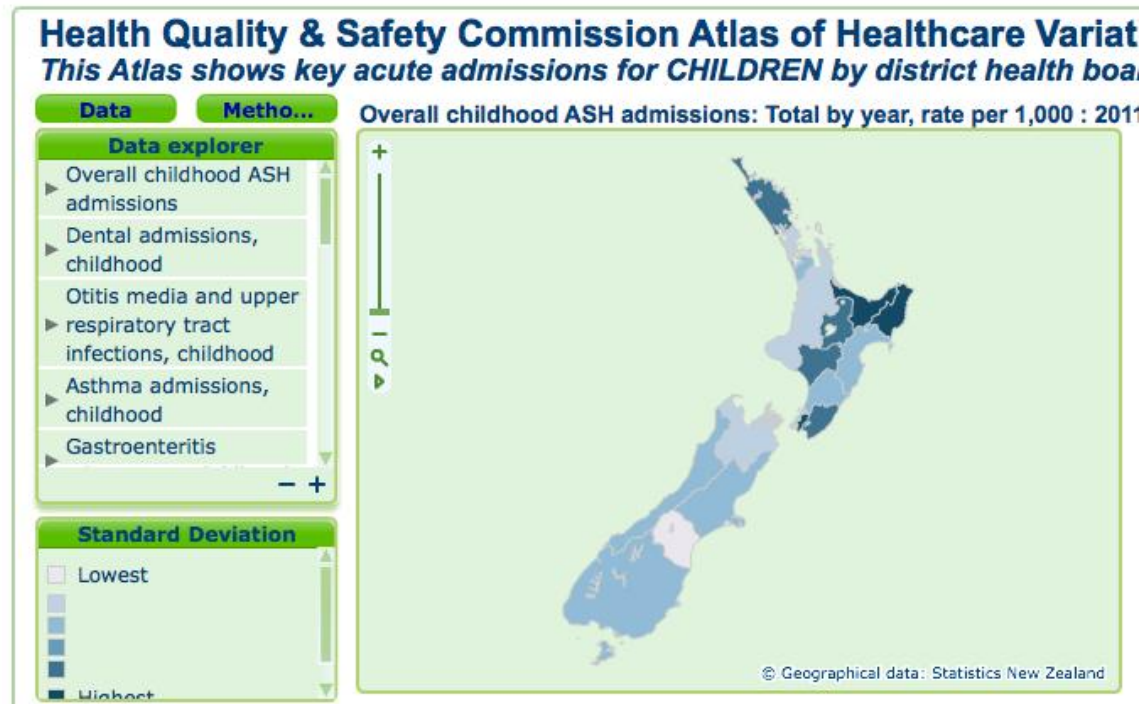 Health Quality & Safety Commission Atlas of Healthcare Variat
This Atlas shows key acute admissions for CHILDREN by district health boar
Data
Metho...
Overall childhood ASH admissions: Total by year, rate per 1,000 : 2011
Data explorer
Overall childhood ASH
admissions
Dental admissions,
childhood
Otitis media and upper
respiratory tract
infections, childhood
Asthma admissions,
childhood
Gastroenteritis
Standard Deviation
Lowest
Highest
© Geographical data: Statistics New Zealand